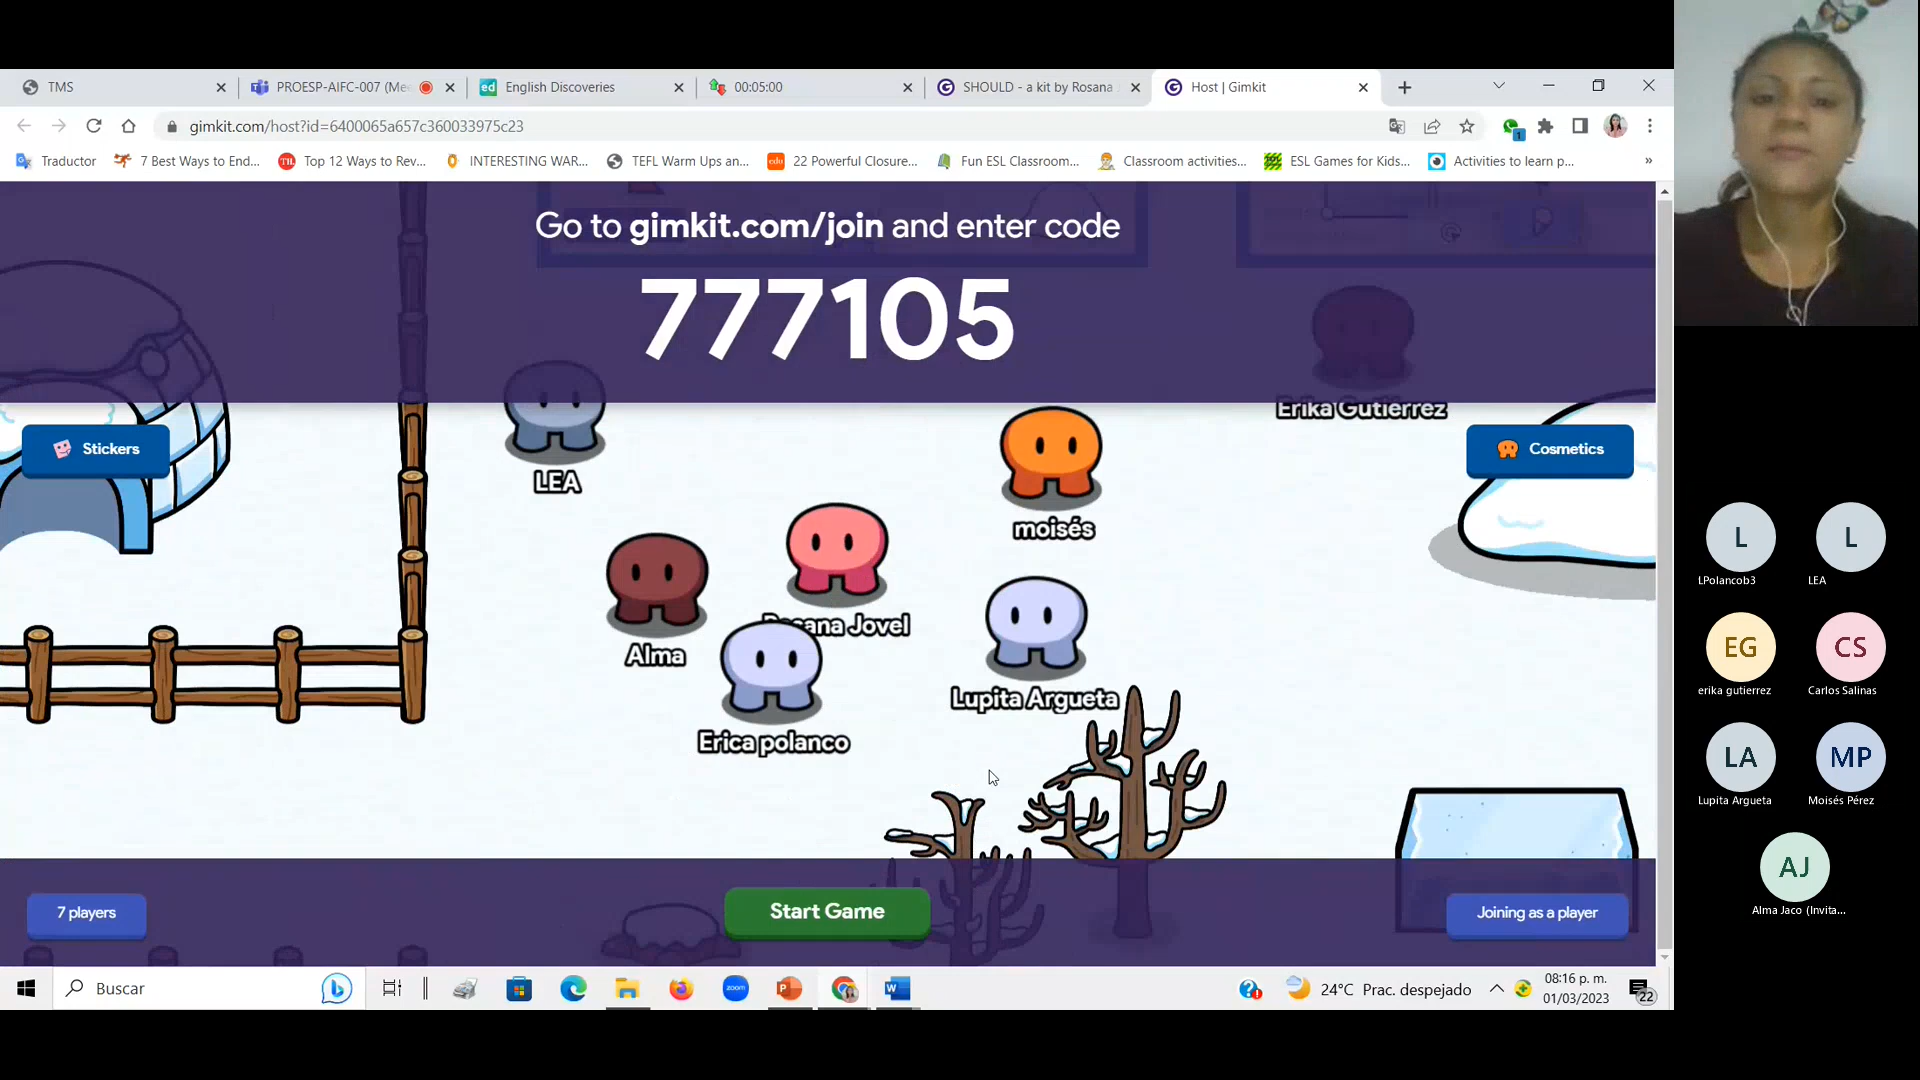 TMS
PROESP-AIFC-007 (Me
English Discoveries
00:05:00
SHOULD - a kit by Rosana
Host | Gimkit
gimkit.com/host?id=6400065a657c360033975c23
1
Traductor
7 Best Ways to End...
Top 12 Ways to Rev...
INTERESTING WAR...
TEFL Warm Ups an...
22 Powerful Closure...
Fun ESL Classroom...
Classroom activities...
ESL Games for Kids...
Activities to learn p...
»
Go to gimkit.com/join and enter code
777105
Erika Gutiérrez
Stickers
Cosmetics
LEA
moisés
Rosana Jovel
Alma
Lupita Argueta
Erica polanco
7 players
Start Game
Joining as a player
Buscar
zoom
24°C Prac. despejado
08:16 p. m.
01/03/2023
22
L
LPolancob3
L
LEA
EG
erika gutierrez
CS
Carlos Salinas
LA
Lupita Argueta
MP
Moisés Pérez
AJ
Alma Jaco (Invita...